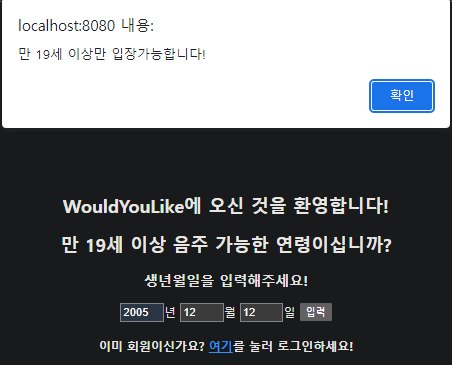 localhost:8080 내용:
만 19세 이상만 입장가능합니다!
확인
WouldYouLike에 오신 것을 환영합니다!
만 19세 이상 음주 가능한 연령이십니까?
생년월일을 입력해주세요!
2005 년 12 월 12 일 입력
이미 회원이신가요? 여기를 눌러 로그인하세요!